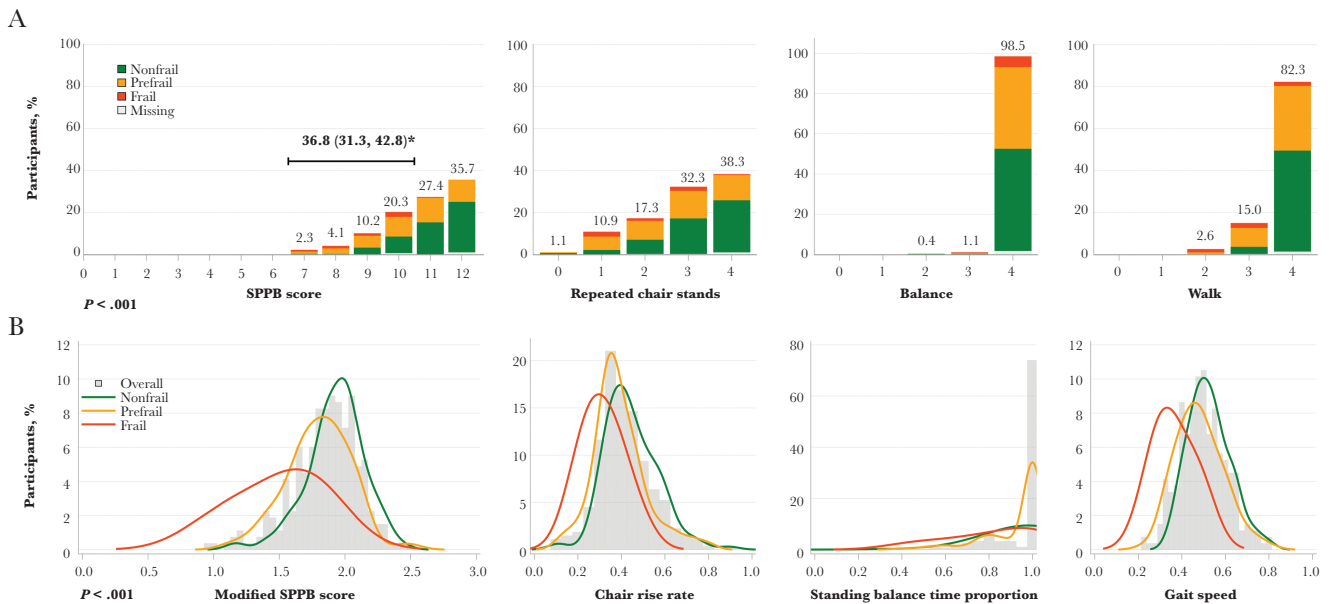 A
Participants, %
100
80
60
40
20
0
Nonfrail
Prefrail
Frail
Missing
36.8 (31.3, 42.8)*
2.3
4.1
10.2
20.3
27.4
35.7
0 1 2 3 4 5 6 7 8 9 10 11 12
SPPB score
P < .001
100
80
60
40
20
0
1.1
10.9
17.3
32.3
38.3
0 1 2 3 4
Repeated chair stands
100
80
60
40
20
0
0.4
1.1
98.5
0 1 2 3 4
Balance
100
80
60
40
20
0
2.6
15.0
82.3
0 1 2 3 4
Walk
B
Participants, %
12
10
8
6
4
2
0
Overall
Nonfrail
Prefrail
Frail
0.0 0.5 1.0 1.5 2.0 2.5 3.0
Modified SPPB score
P < .001
20
15
10
5
0
0.0 0.2 0.4 0.6 0.8 1.0
Chair rise rate
80
60
40
20
0
0.0 0.2 0.4 0.6 0.8 1.0
Standing balance time proportion
12
10
8
6
4
2
0
0.0 0.2 0.4 0.6 0.8 1.0
Gait speed